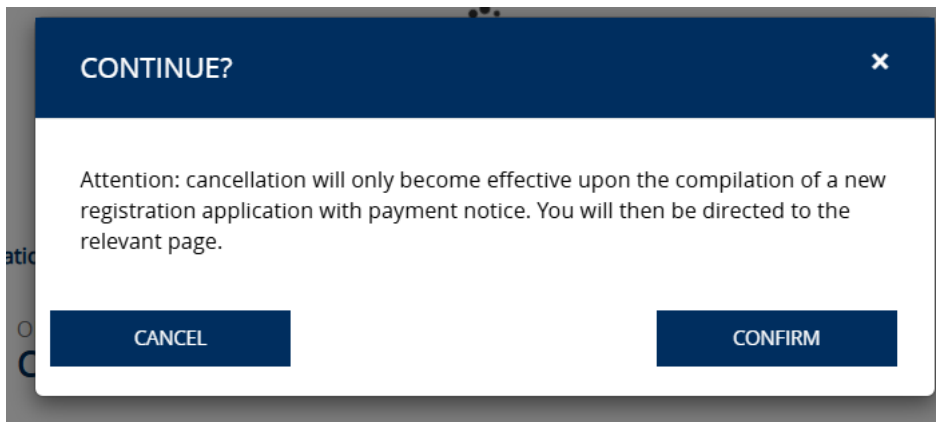 CONTINUE?
×
Attention: cancellation will only become effective upon the compilation of a new
registration application with payment notice. You will then be directed to the
relevant page.
CANCEL
CONFIRM